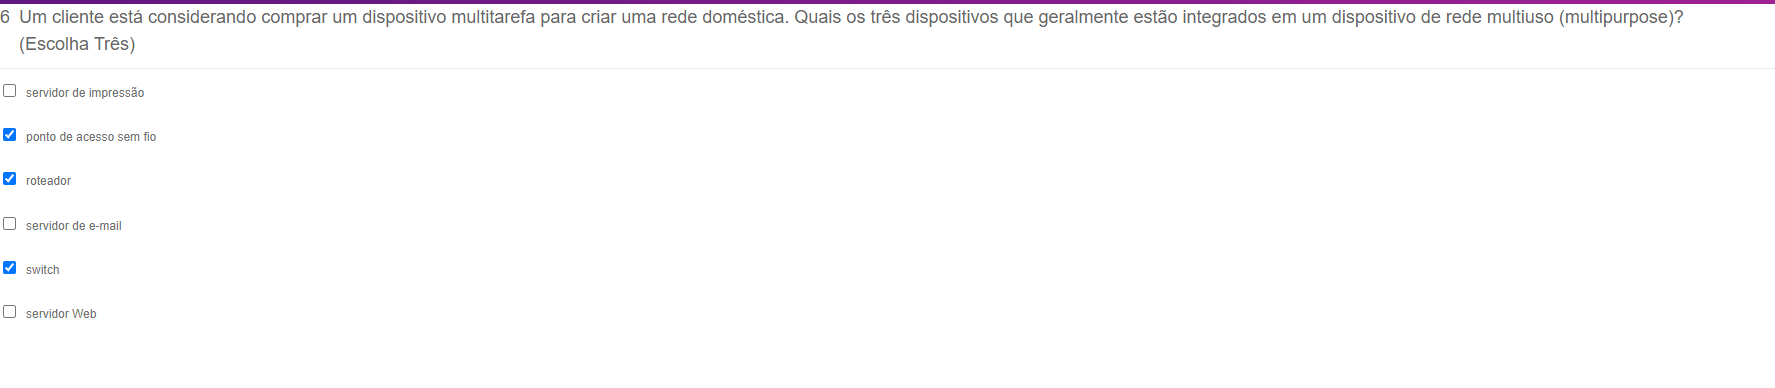 6 Um cliente está considerando comprar um dispositivo multitarefa para criar uma rede doméstica. Quais os três dispositivos que geralmente estão integrados em um dispositivo de rede multiuso (multipurpose)?
(Escolha Três)
servidor de impressão
ponto de acesso sem fio
roteador
servidor de e-mail
switch
servidor Web